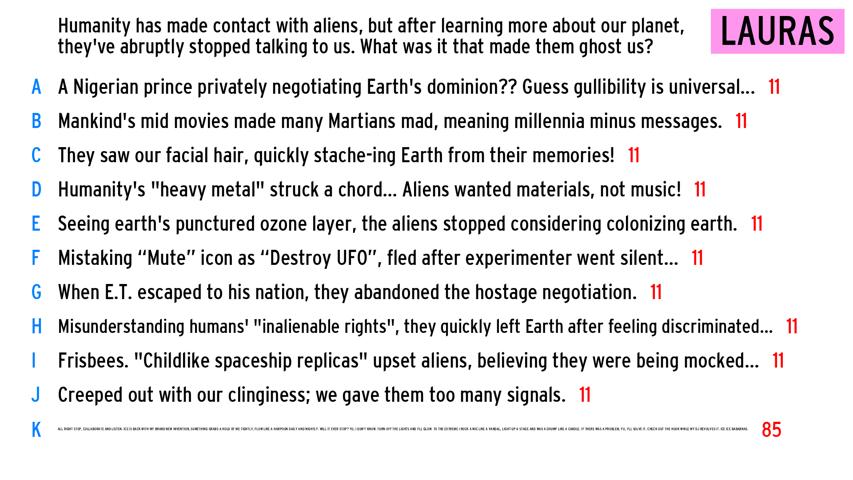 Humanity has made contact with aliens, but after learning more about our planet,
they've abruptly stopped talking to us. What was it that made them ghost us?
LAURAS
A A Nigerian prince privately negotiating Earth's dominion?? Guess gullibility is universal... 11
B Mankind's mid movies made many Martians mad, meaning millennia minus messages. 11
C They saw our facial hair, quickly stache-ing Earth from their memories! 11
D Humanity's "heavy metal" struck a chord... Aliens wanted materials, not music! 11
E Seeing earth's punctured ozone layer, the aliens stopped considering colonizing earth. 11
F Mistaking “Mute” icon as “Destroy UFO”, fled after experimenter went silent... 11
G When E.T. escaped to his nation, they abandoned the hostage negotiation. 11
H Misunderstanding humans' "inalienable rights", they quickly left Earth after feeling discriminated... 11
I Frisbees. "Childlike spaceship replicas" upset aliens, believing they were being mocked... 11
J Creeped out with our clinginess; we gave them too many signals. 11
K 85